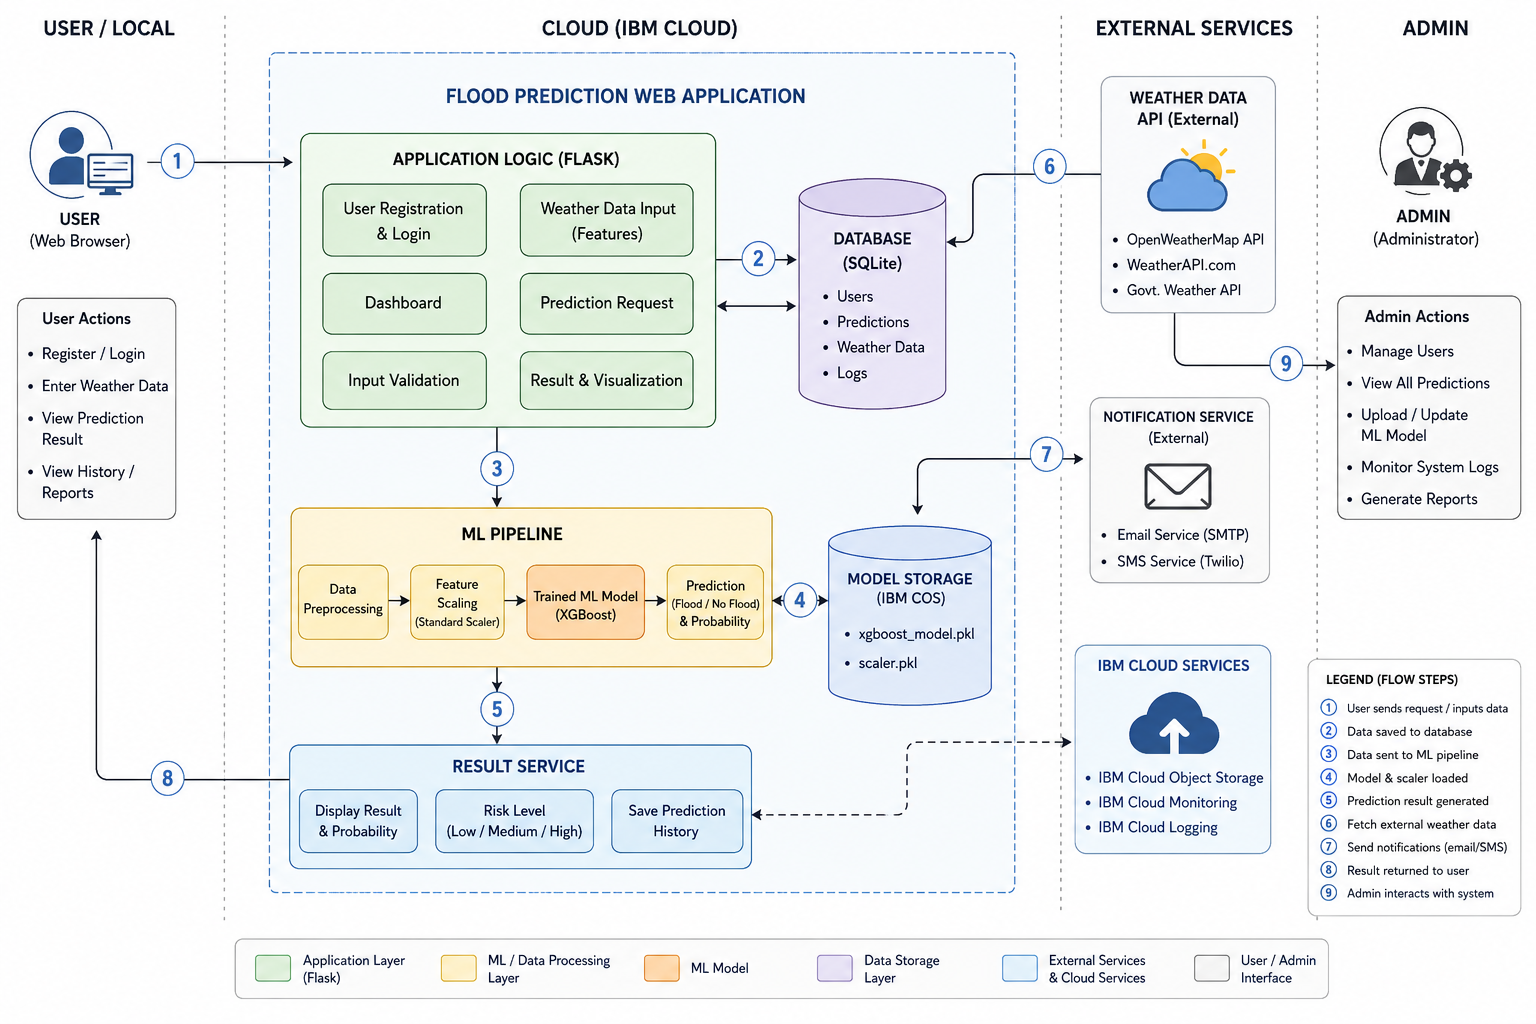 USER / LOCAL
CLOUD (IBM CLOUD)
EXTERNAL SERVICES
ADMIN
USER
(Web Browser)
User Actions
• Register / Login
• Enter Weather Data
• View Prediction
Result
• View History /
Reports
1
FLOOD PREDICTION WEB APPLICATION
APPLICATION LOGIC (FLASK)
User Registration
& Login
Weather Data Input
(Features)
Dashboard
Prediction Request
Input Validation
Result & Visualization
2
DATABASE
(SQLite)
• Users
• Predictions
• Weather Data
• Logs
3
ML PIPELINE
Data
Preprocessing
Feature
Scaling
(Standard Scaler)
Trained ML Model
(XGBoost)
Prediction
(Flood / No Flood)
& Probability
4
MODEL STORAGE
(IBM COS)
• xgboost_model.pkl
• scaler.pkl
5
RESULT SERVICE
Display Result
& Probability
Risk Level
(Low / Medium / High)
Save Prediction
History
8
6
WEATHER DATA
API (External)
• OpenWeatherMap API
• WeatherAPI.com
• Govt. Weather API
7
NOTIFICATION SERVICE
(External)
• Email Service (SMTP)
• SMS Service (Twilio)
IBM CLOUD SERVICES
• IBM Cloud Object Storage
• IBM Cloud Monitoring
• IBM Cloud Logging
9
ADMIN
(Administrator)
Admin Actions
• Manage Users
• View All Predictions
• Upload / Update
ML Model
• Monitor System Logs
• Generate Reports
LEGEND (FLOW STEPS)
1 User sends request / inputs data
2 Data saved to database
3 Data sent to ML pipeline
4 Model & scaler loaded
5 Prediction result generated
6 Fetch external weather data
7 Send notifications (email/SMS)
8 Result returned to user
9 Admin interacts with system
Application Layer
(Flask)
ML / Data Processing
Layer
ML Model
Data Storage
Layer
External Services
& Cloud Services
User / Admin
Interface